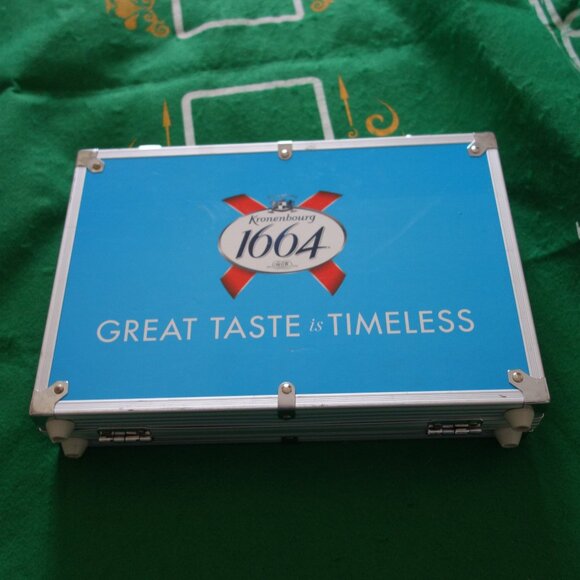 Kronenbourg
1664
GREAT TASTE is TIMELESS